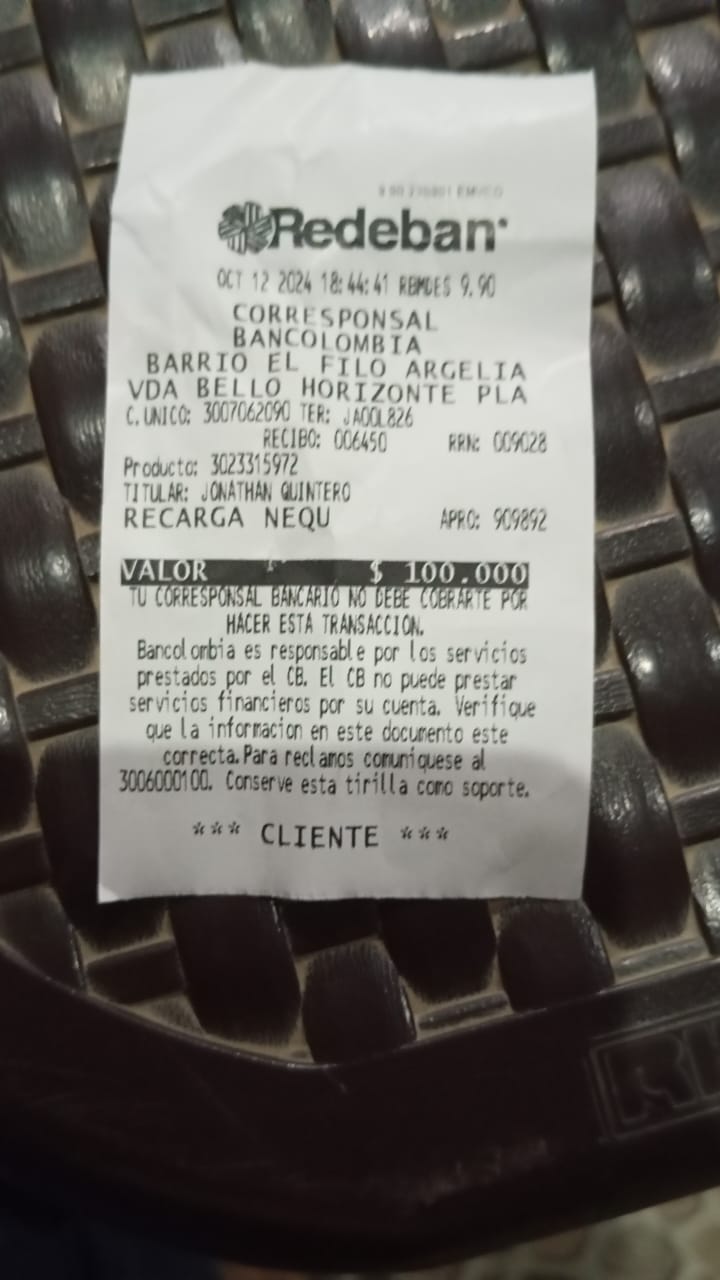 Redeban
OCT 12 2024 18:44:41 RBMDES 9.90
CORRESPONSAL
BANCOLOMBIA
BARRIO EL FILO ARGELIA
VDA BELLO HORIZONTE PLA
C. UNICO: 3007062090 TER: JAOOL826
RECIBO: 006450 RRN: 009028
Producto: 3023315972
TITULAR: JONATHAN QUINTERO
RECARGA NEQU APRO: 909892
VALOR $ 100.000
TU CORRESPONSAL BANCARIO NO DEBE COBRARTE POR
HACER ESTA TRANSACCION.
Bancolombia es responsable por los servicios
prestados por el CB. El CB no puede prestar
servicios financieros por su cuenta. Verifique
que la informacion en este documento este
correcta.Para reclamos comuniquese al
3006000100. Conserve esta tirilla como soporte.
*** CLIENTE ***